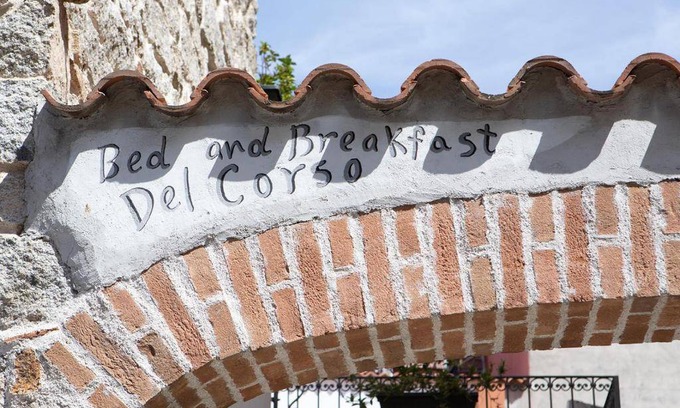 Bed and Breakfast
Del Corso